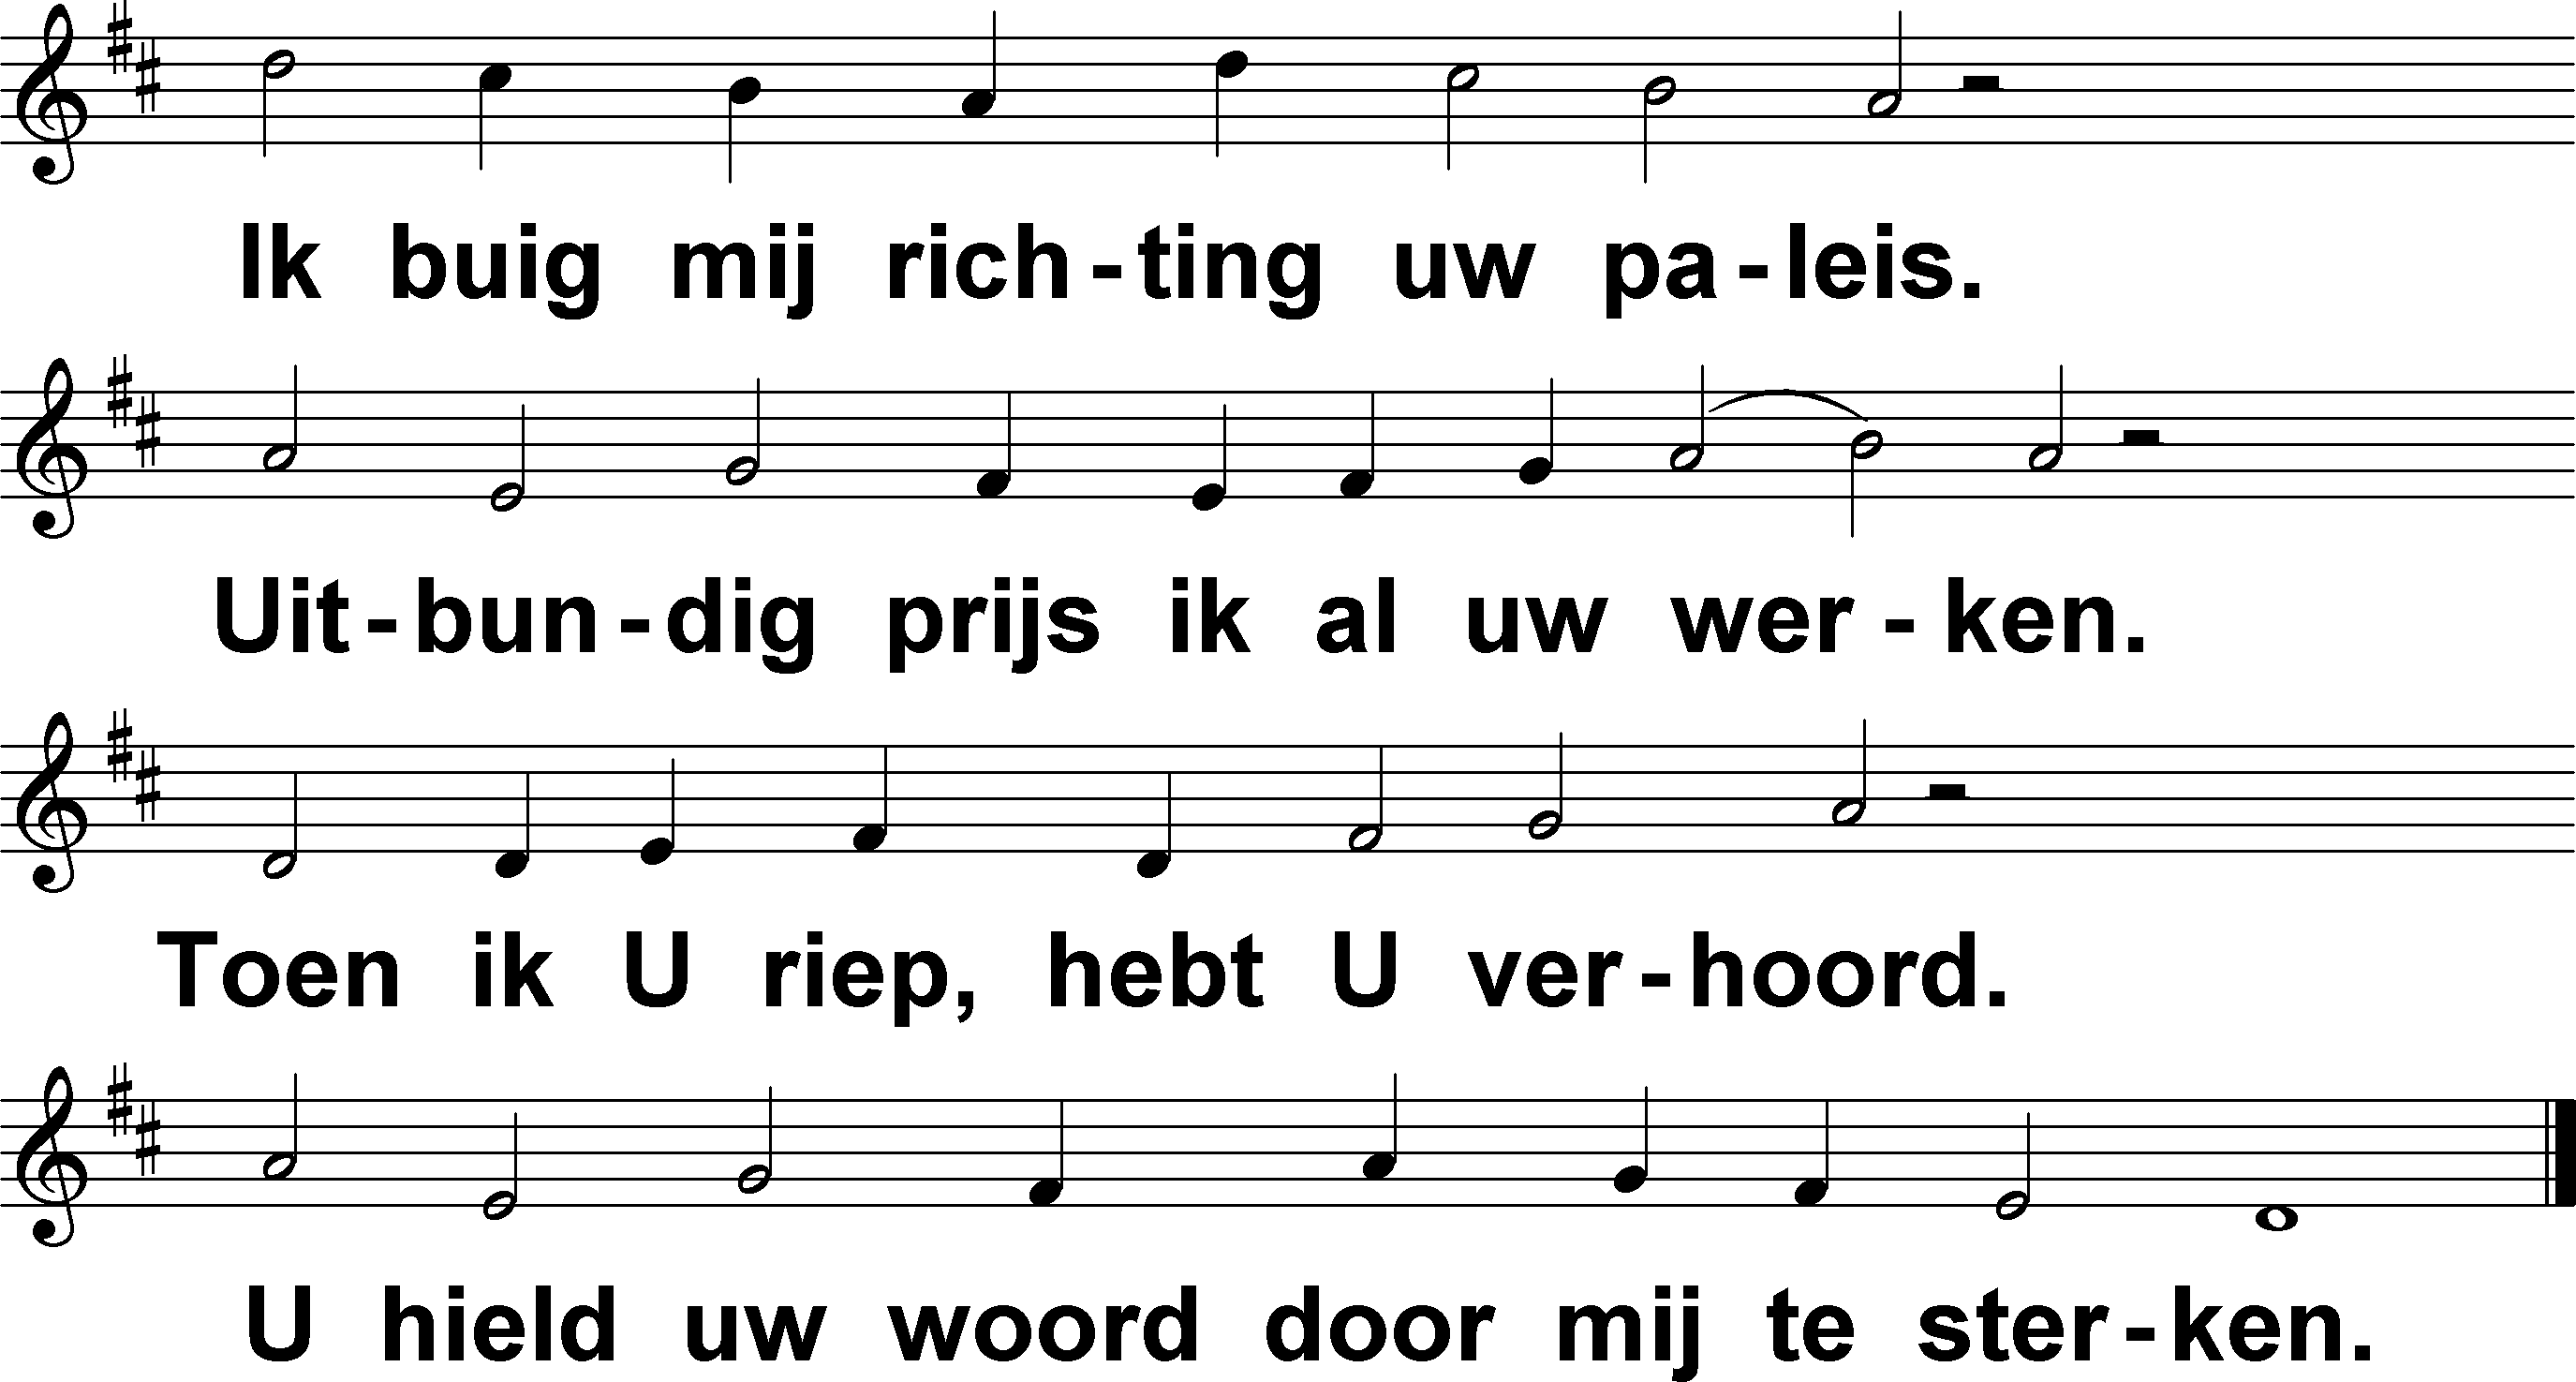 Ik buig mij rich-ting uw pa-leis.
Uit-bun-dig prijs ik al uw wer-ken.
Toen ik U riep, hebt U ver-hoord.
U hield uw woord door mij te ster-ken.